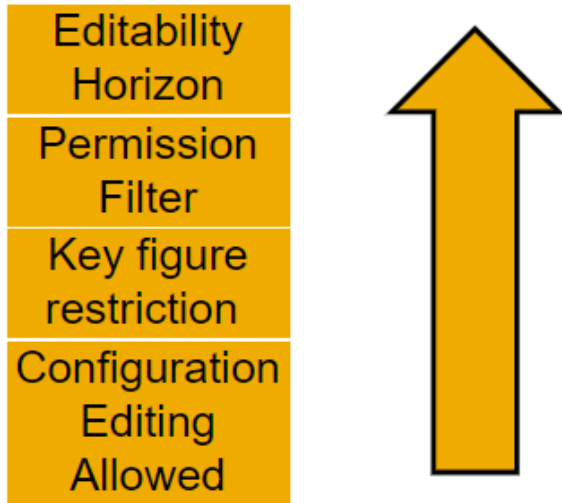 Editability
Horizon
Permission
Filter
Key figure
restriction
Configuration
Editing
Allowed